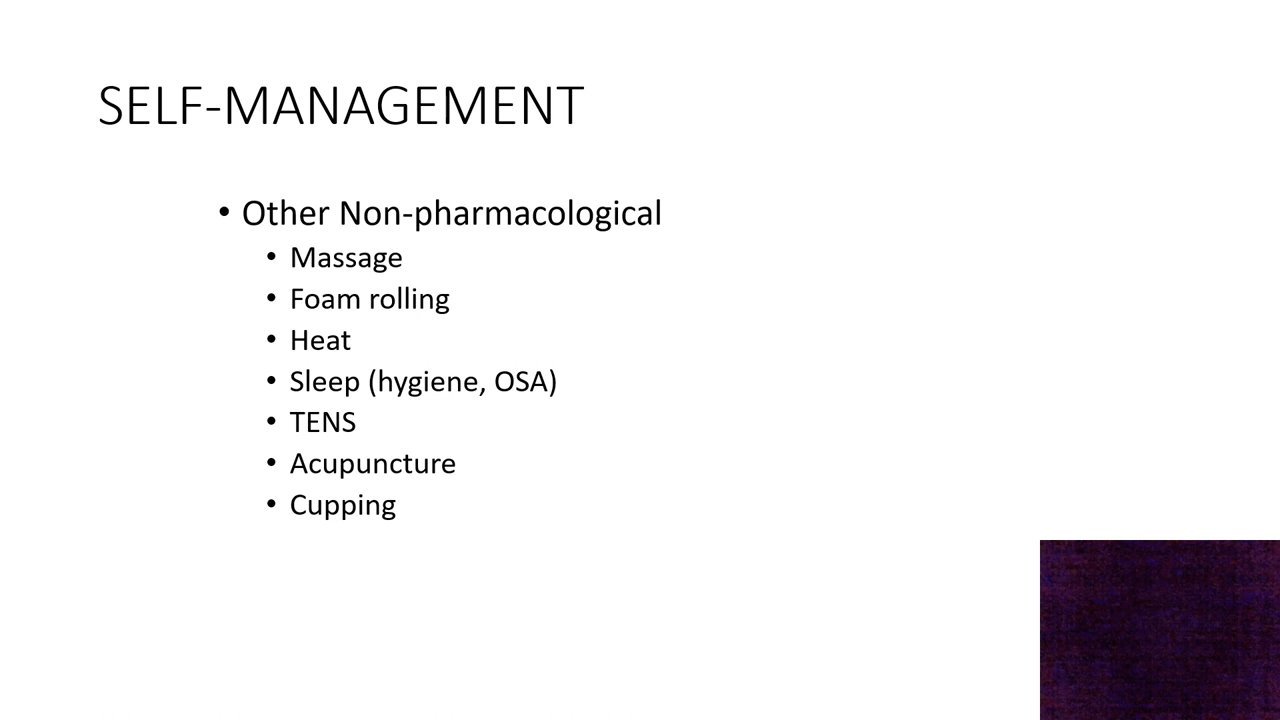 SELF-MANAGEMENT
• Other Non-pharmacological
• Massage
• Foam rolling
• Heat
• Sleep (hygiene, OSA)
• TENS
• Acupuncture
• Cupping